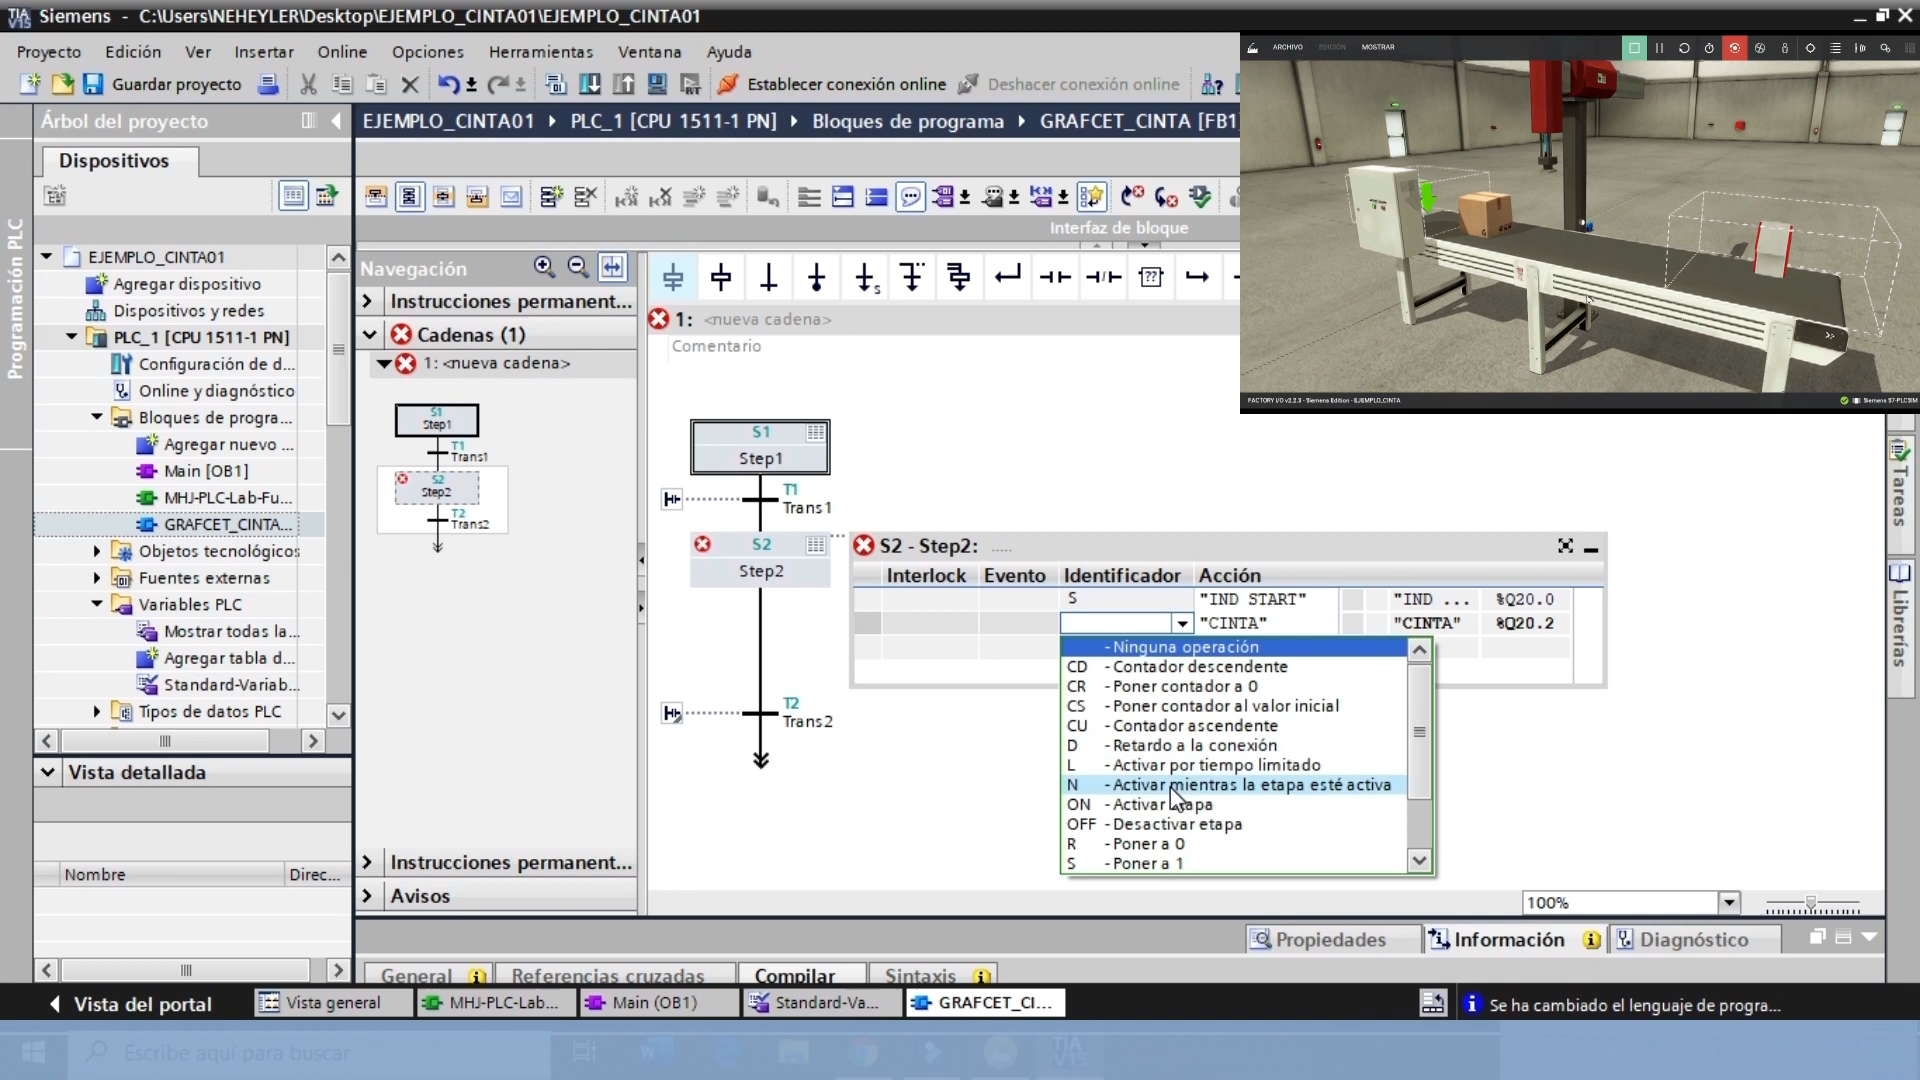 Siemens - C:\Users\NEHEYLER\Desktop\EJEMPLO_CINTA01\EJEMPLO_CINTA01
Proyecto Edición Ver Insertar Online Opciones Herramientas Ventana Ayuda
Guardar proyecto Establecer conexión online Deshacer conexión online
ARCHIVO EDICIÓN MOSTRAR
FACTORY I/O v2.2.3 - Siemens Edition - EJEMPLO_CINTA
Siemens S7-PLCSIM
Programación PLC
Árbol del proyecto
Dispositivos
EJEMPLO_CINTA01
Agregar dispositivo
Dispositivos y redes
PLC_1 [CPU 1511-1 PN]
Configuración de d...
Online y diagnóstico
Bloques de progra...
Agregar nuevo ...
Main [OB1]
MHJ-PLC-Lab-Fu...
GRAFCET_CINTA...
Objetos tecnológicos
Fuentes externas
Variables PLC
Mostrar todas la...
Agregar tabla d...
Standard-Variab...
Tipos de datos PLC
Vista detallada
Nombre Direc...
EJEMPLO_CINTA01 PLC_1 [CPU 1511-1 PN] Bloques de programa GRAFCET_CINTA [FB1]
Interfaz de bloque
Navegación
Instrucciones permanent...
Cadenas (1)
1: <nueva cadena>
S1
Step1
T1
Trans1
S2
Step2
T2
Trans2
Instrucciones permanent...
Avisos
1: <nueva cadena>
Comentario
S1
Step1
T1
Trans1
S2
Step2
T2
Trans2
S2 - Step2: .....
Interlock Evento Identificador Acción
S "IND START" "IND ... %Q20.0
"CINTA" "CINTA" %Q20.2
- Ninguna operación
CD - Contador descendente
CR - Poner contador a 0
CS - Poner contador al valor inicial
CU - Contador ascendente
D - Retardo a la conexión
L - Activar por tiempo limitado
N - Activar mientras la etapa esté activa
ON - Activar etapa
OFF - Desactivar etapa
R - Poner a 0
S - Poner a 1
100%
Tareas
Librerías
Propiedades Información Diagnóstico
General Referencias cruzadas Compilar Sintaxis
Vista del portal Vista general MHJ-PLC-Lab... Main (OB1) Standard-Va... GRAFCET_CI... Se ha cambiado el lenguaje de progra...
Escribe aquí para buscar